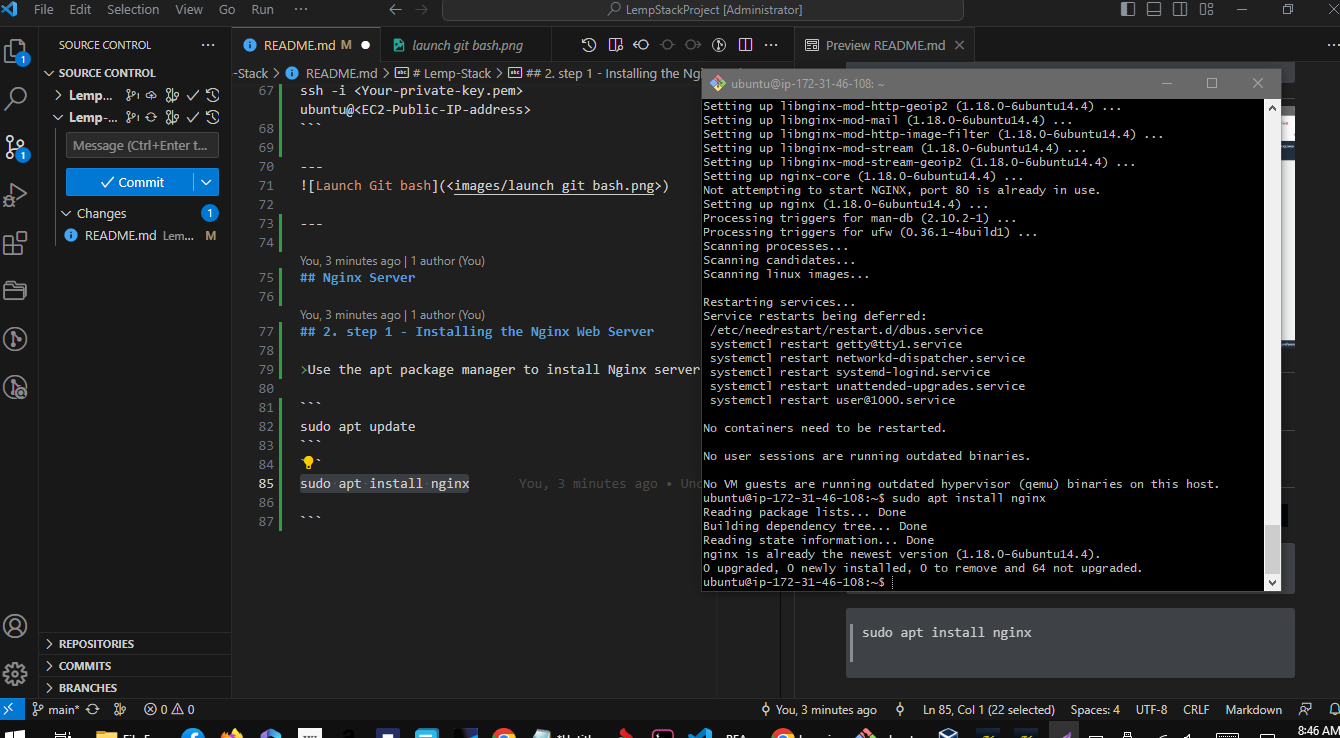 File Edit Selection View Go Run ···
LempStackProject [Administrator]
SOURCE CONTROL ···
SOURCE CONTROL
Lemp...
Lemp-...
Message (Ctrl+Enter t...
Commit
Changes 1
README.md Lem... M
REPOSITORIES
COMMITS
BRANCHES
README.md M
launch git bash.png
-Stack > README.md > # Lemp-Stack > ## 2. step 1 - Installing the Ng
67 ssh -i <Your-private-key.pem>
ubuntu@<EC2-Public-IP-address>
68 ```
69
70 ---
71 ![Launch Git bash](<images/launch git bash.png>)
72
73 ---
74
You, 3 minutes ago | 1 author (You)
75 ## Nginx Server
76
You, 3 minutes ago | 1 author (You)
77 ## 2. step 1 - Installing the Nginx Web Server
78
79 >Use the apt package manager to install Nginx server
80
81 ```
82 sudo apt update
83 ```
84
85 sudo apt install nginx You, 3 minutes ago • Unc
86
87 ```
Preview README.md
ubuntu@ip-172-31-46-108: ~
Setting up libnginx-mod-http-geoip2 (1.18.0-6ubuntu14.4) ...
Setting up libnginx-mod-mail (1.18.0-6ubuntu14.4) ...
Setting up libnginx-mod-http-image-filter (1.18.0-6ubuntu14.4) ...
Setting up libnginx-mod-stream (1.18.0-6ubuntu14.4) ...
Setting up libnginx-mod-stream-geoip2 (1.18.0-6ubuntu14.4) ...
Setting up nginx-core (1.18.0-6ubuntu14.4) ...
Not attempting to start NGINX, port 80 is already in use.
Setting up nginx (1.18.0-6ubuntu14.4) ...
Processing triggers for man-db (2.10.2-1) ...
Processing triggers for ufw (0.36.1-4build1) ...
Scanning processes...
Scanning candidates...
Scanning linux images...
Restarting services...
Service restarts being deferred:
/etc/needrestart/restart.d/dbus.service
systemctl restart getty@tty1.service
systemctl restart networkd-dispatcher.service
systemctl restart systemd-logind.service
systemctl restart unattended-upgrades.service
systemctl restart user@1000.service
No containers need to be restarted.
No user sessions are running outdated binaries.
No VM guests are running outdated hypervisor (qemu) binaries on this host.
ubuntu@ip-172-31-46-108:~$ sudo apt install nginx
Reading package lists... Done
Building dependency tree... Done
Reading state information... Done
nginx is already the newest version (1.18.0-6ubuntu14.4).
0 upgraded, 0 newly installed, 0 to remove and 64 not upgraded.
ubuntu@ip-172-31-46-108:~$
sudo apt install nginx
main* 0 0 You, 3 minutes ago Ln 85, Col 1 (22 selected) Spaces: 4 UTF-8 CRLF Markdown
8:46 AM